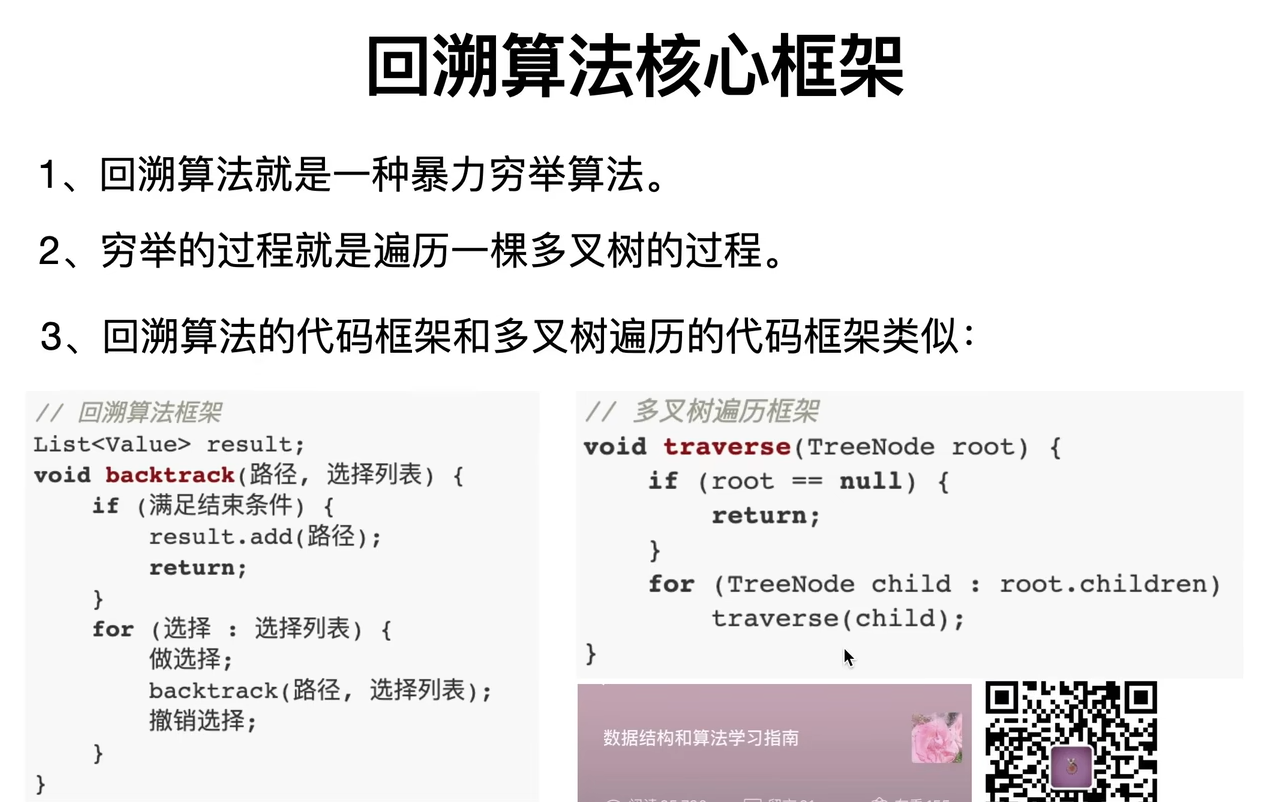 回溯算法核心框架
1、回溯算法就是一种暴力穷举算法。
2、穷举的过程就是遍历一棵多叉树的过程。
3、回溯算法的代码框架和多叉树遍历的代码框架类似：
// 回溯算法框架
List<Value> result;
void backtrack(路径, 选择列表) {
if (满足结束条件) {
result.add(路径);
return;
}
for (选择 : 选择列表) {
做选择;
backtrack(路径, 选择列表);
撤销选择;
}
}
// 多叉树遍历框架
void traverse(TreeNode root) {
if (root == null) {
return;
}
for (TreeNode child : root.children)
traverse(child);
}
数据结构和算法学习指南